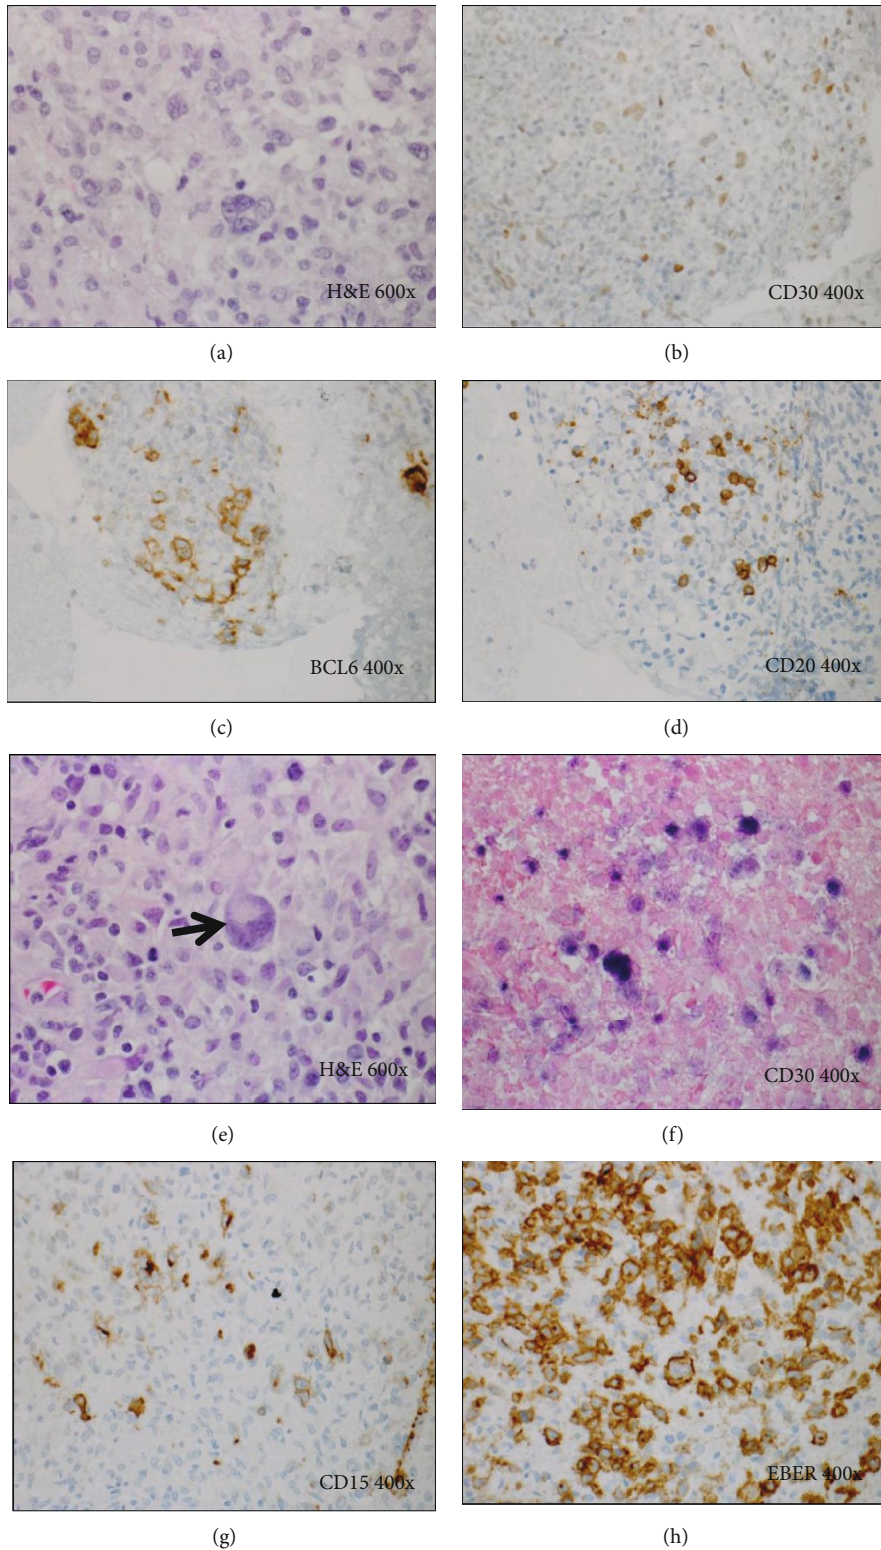 H&E 600x
CD30 400x
(a)
(b)
BCL6 400x
CD20 400x
(c)
(d)
H&E 600x
CD30 400x
(e)
(f)
CD15 400x
EBER 400x
(g)
(h)